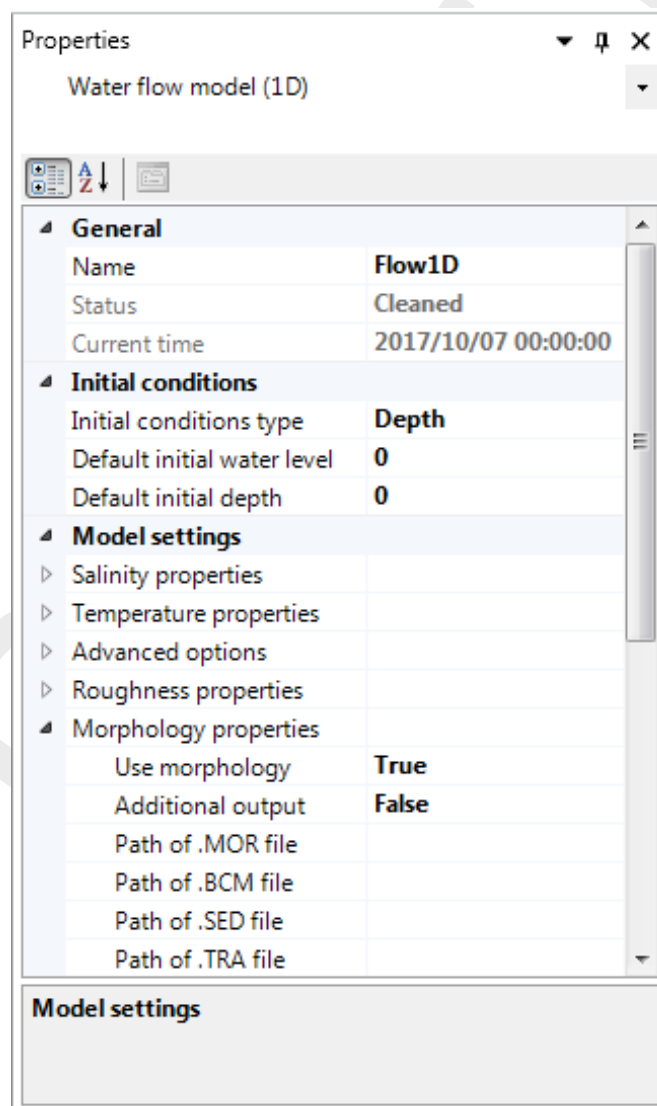 Properties
Water flow model (1D)
General
Name Flow1D
Status Cleaned
Current time 2017/10/07 00:00:00
Initial conditions
Initial conditions type Depth
Default initial water level 0
Default initial depth 0
Model settings
Salinity properties
Temperature properties
Advanced options
Roughness properties
Morphology properties
Use morphology True
Additional output False
Path of .MOR file
Path of .BCM file
Path of .SED file
Path of .TRA file
Model settings